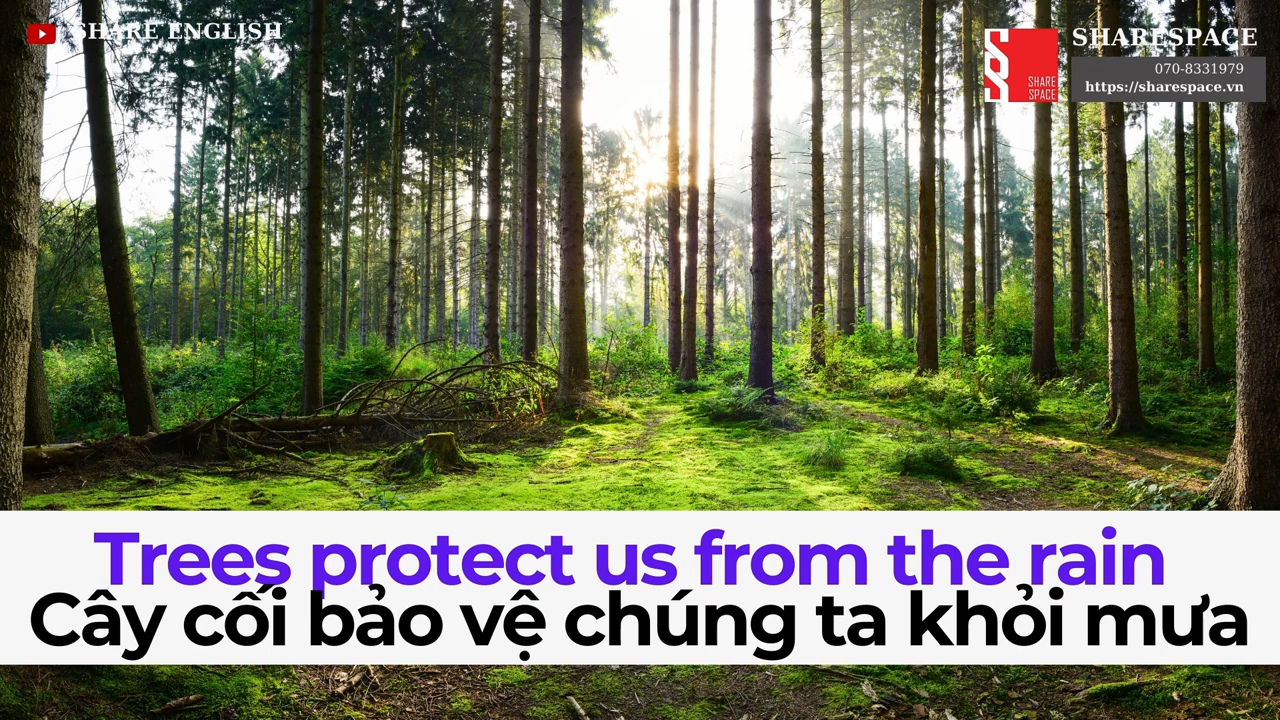 SHARE ENGLISH
SHARESPACE
070-8331979
https://sharespace.vn
SHARE
SPACE
Trees protect us from the rain
Cây cối bảo vệ chúng ta khỏi mưa